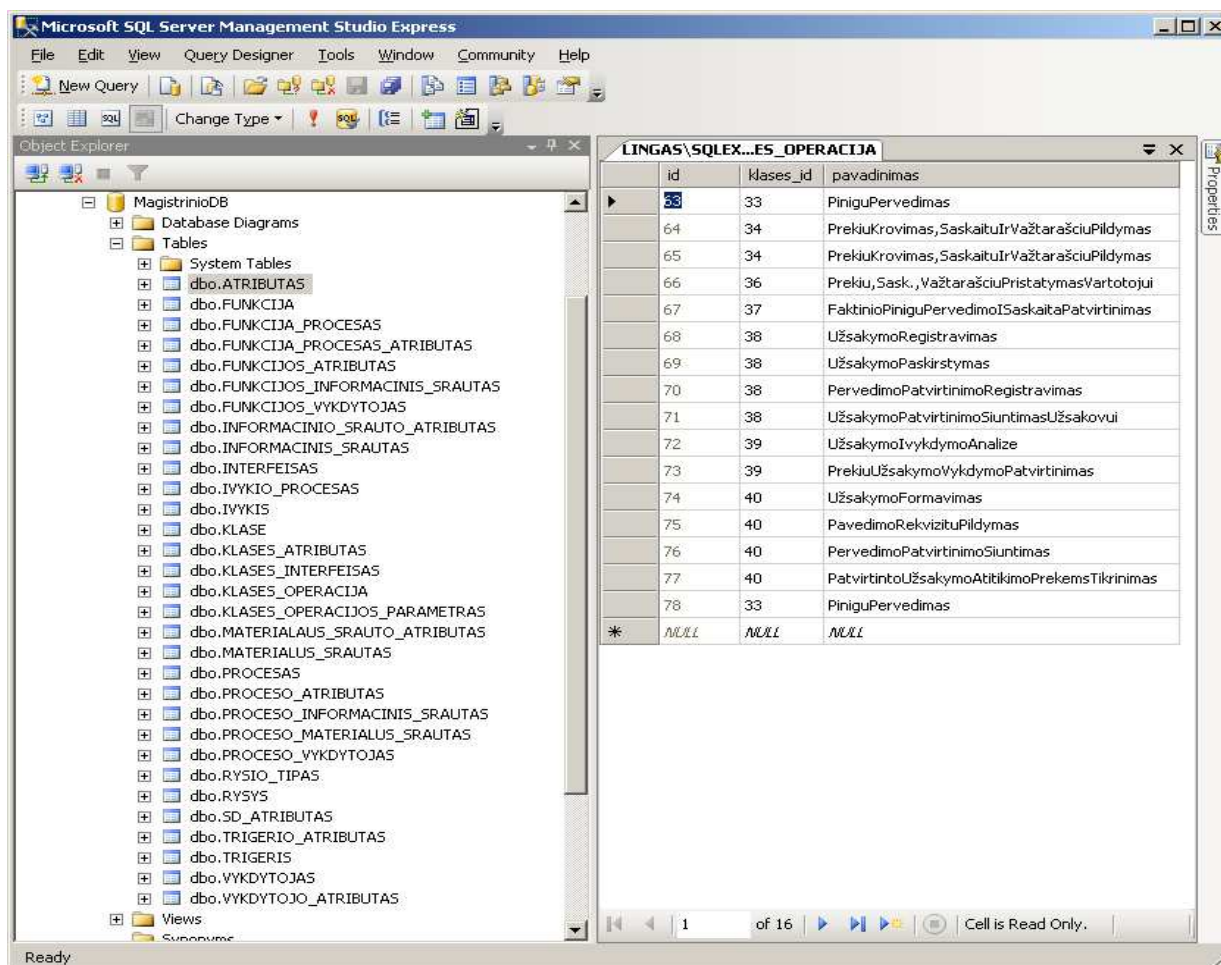 Microsoft SQL Server Management Studio Express
File Edit View Query Designer Tools Window Community Help
New Query
SQL Change Type SQL
Object Explorer
MagistrinioDB
Database Diagrams
Tables
System Tables
dbo.ATRIBUTAS
dbo.FUNKCIJA
dbo.FUNKCIJA_PROCESAS
dbo.FUNKCIJA_PROCESAS_ATRIBUTAS
dbo.FUNKCIJOS_ATRIBUTAS
dbo.FUNKCIJOS_INFORMACINIS_SRAUTAS
dbo.FUNKCIJOS_VYKDYTOJAS
dbo.INFORMACINIO_SRAUTO_ATRIBUTAS
dbo.INFORMACINIS_SRAUTAS
dbo.INTERFEISAS
dbo.IVYKIO_PROCESAS
dbo.IVYKIS
dbo.KLASE
dbo.KLASES_ATRIBUTAS
dbo.KLASES_INTERFEISAS
dbo.KLASES_OPERACIJA
dbo.KLASES_OPERACIJOS_PARAMETRAS
dbo.MATERIALAUS_SRAUTO_ATRIBUTAS
dbo.MATERIALUS_SRAUTAS
dbo.PROCESAS
dbo.PROCESO_ATRIBUTAS
dbo.PROCESO_INFORMACINIS_SRAUTAS
dbo.PROCESO_MATERIALUS_SRAUTAS
dbo.PROCESO_VYKDYTOJAS
dbo.RYSIO_TIPAS
dbo.RYSYS
dbo.SD_ATRIBUTAS
dbo.TRIGERIO_ATRIBUTAS
dbo.TRIGERIS
dbo.VYKDYTOJAS
dbo.VYKDYTOJO_ATRIBUTAS
Views
Synonyms
LINGAS\SQLEX...ES_OPERACIJA
id klases_id pavadinimas
63 33 PiniguPervedimas
64 34 PrekiuKrovimas,SaskaituIrVažtarašciuPildymas
65 34 PrekiuKrovimas,SaskaituIrVažtarašciuPildymas
66 36 Prekiu,Sask.,VažtarašciuPristatymasVartotojui
67 37 FaktinioPiniguPervedimoISaskaitaPatvirtinimas
68 38 UžsakymoRegistravimas
69 38 UžsakymoPaskirstymas
70 38 PervedimoPatvirtinimoRegistravimas
71 38 UžsakymoPatvirtinimoSiuntimasUžsakovui
72 39 UžsakymoIvykdymoAnalize
73 39 PrekiuUžsakymoVykdymoPatvirtinimas
74 40 UžsakymoFormavimas
75 40 PavedimoRekvizituPildymas
76 40 PervedimoPatvirtinimoSiuntimas
77 40 PatvirtintoUžsakymoAtitikimoPrekemsTikrinimas
78 33 PiniguPervedimas
NULL NULL NULL
1 of 16 Cell is Read Only.
Properties
Ready